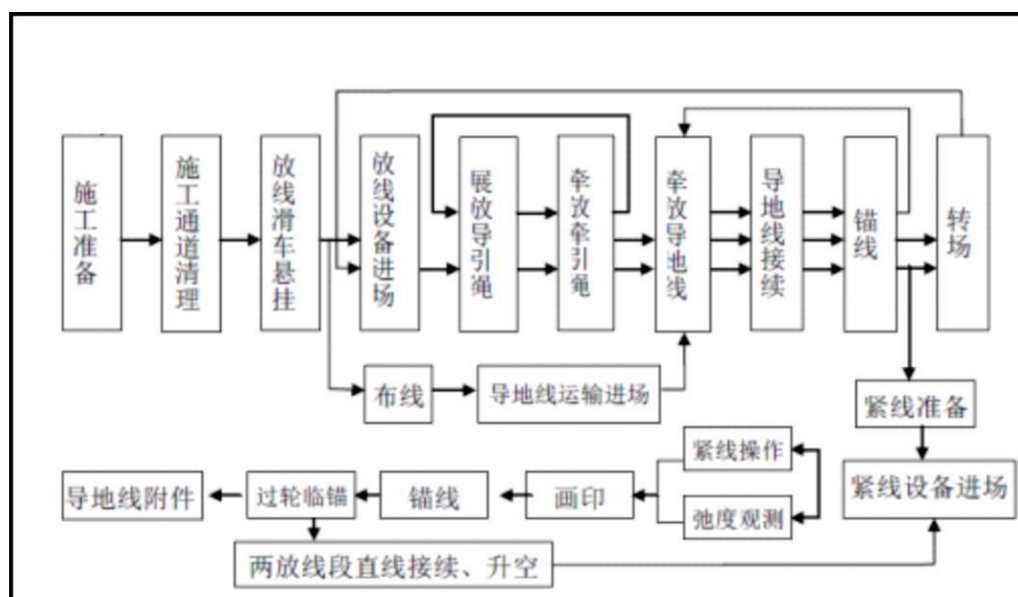 施工准备
施工通道清理
放线滑车悬挂
放线设备进场
展放导引绳
牵放牵引绳
牵放导地线
导地线接续
锚线
转场
布线
导地线运输进场
紧线准备
紧线操作
弛度观测
紧线设备进场
导地线附件
过轮临锚
锚线
画印
两放线段直线接续、升空